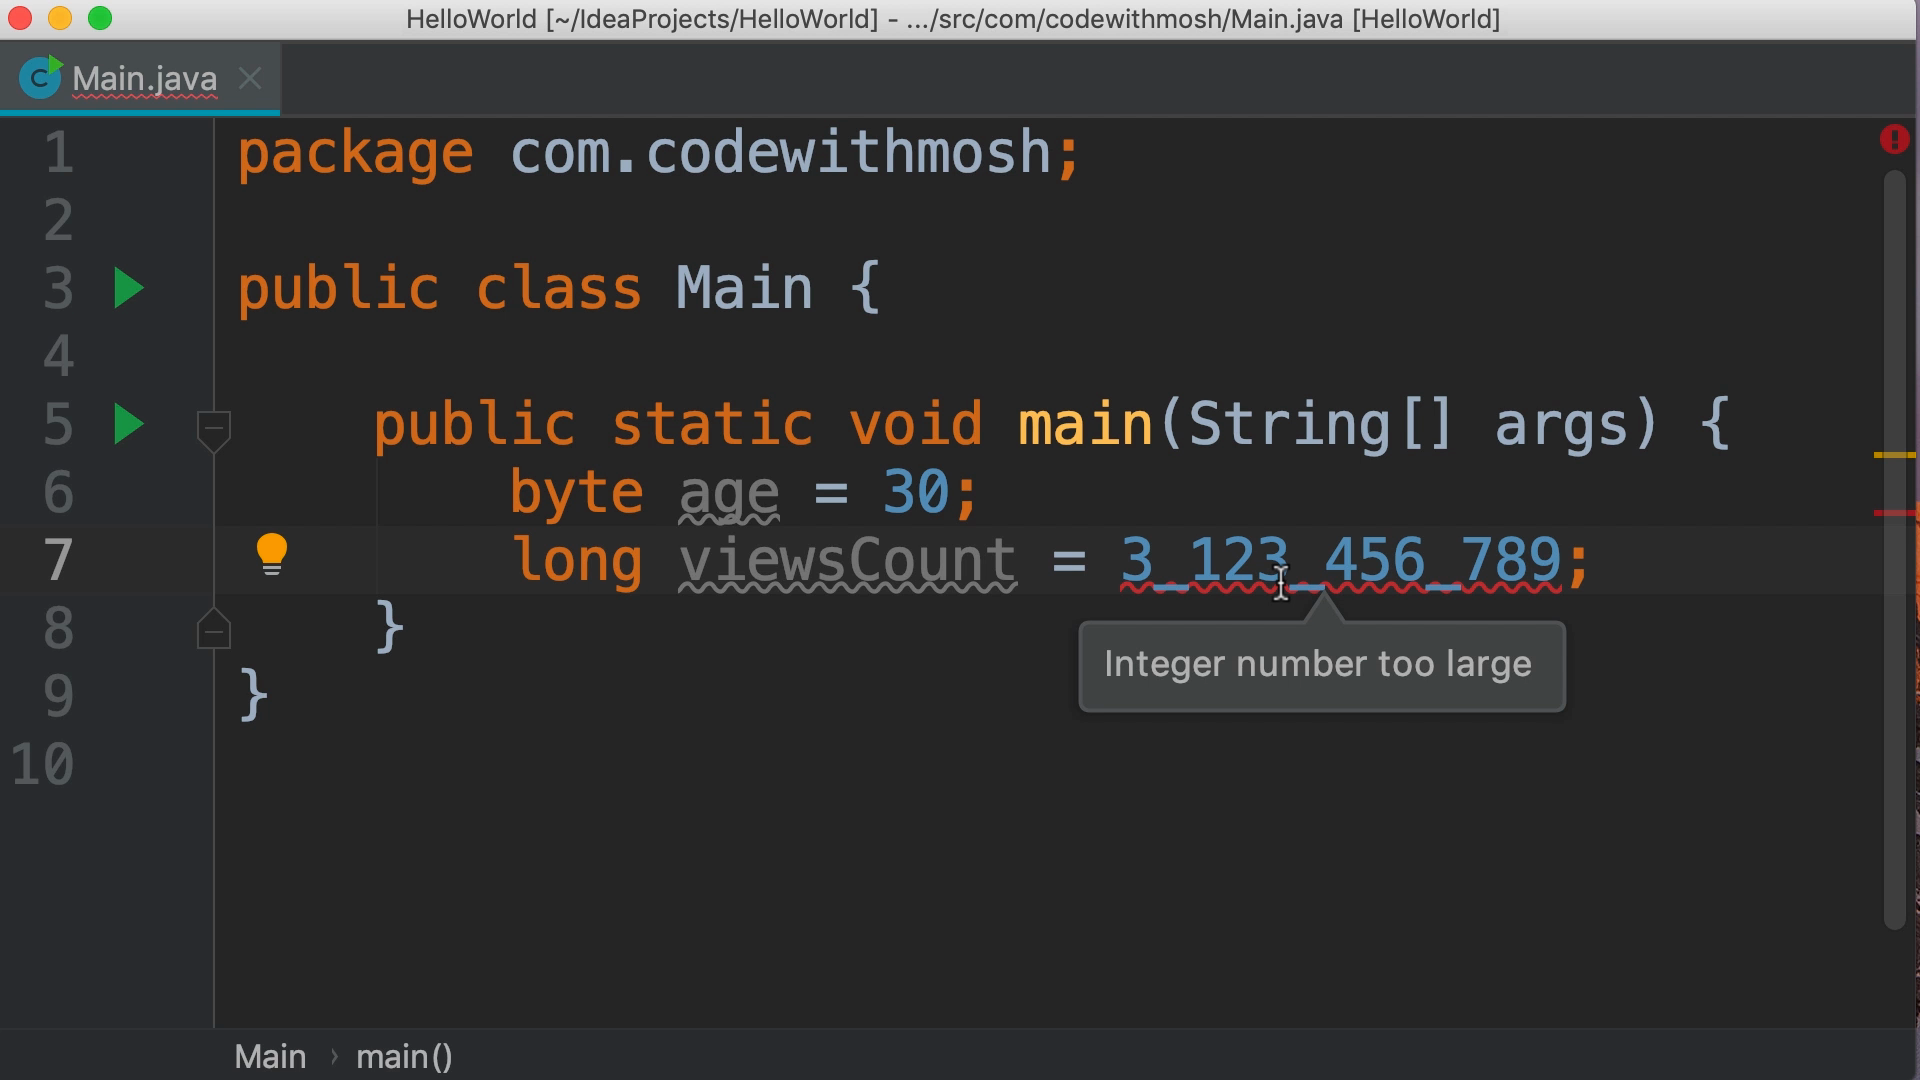 HelloWorld [~/IdeaProjects/HelloWorld] - .../src/com/codewithmosh/Main.java [HelloWorld]
C Main.java
1 package com.codewithmosh;
2
3 public class Main {
4
5 public static void main(String[] args) {
6 byte age = 30;
7 long viewsCount = 3_123_456_789;
8 }
Integer number too large
9 }
10
Main › main()